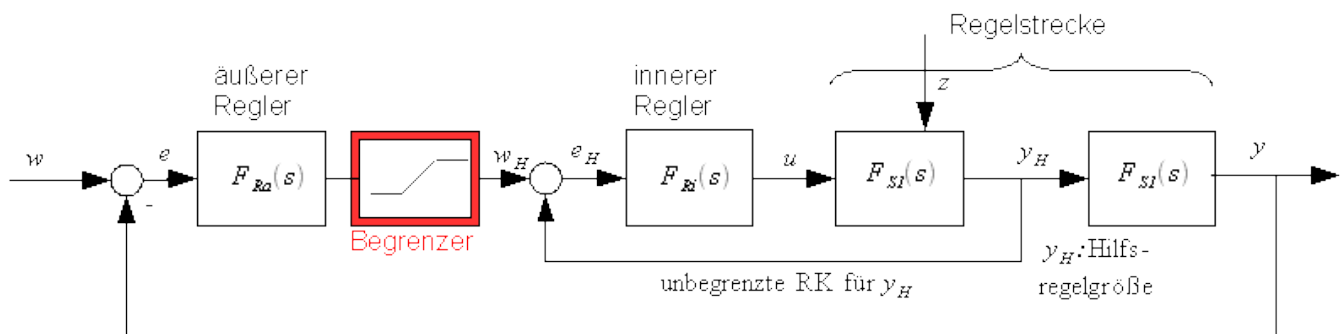 Regelstrecke
äußerer
Regler
innerer
Regler
z
w
e
F_Ra(s)
w_H
e_H
F_Ri(s)
u
F_S1(s)
y_H
F_S1(s)
y
-
Begrenzer
unbegrenzte RK für y_H
y_H: Hilfs-
regelgröße